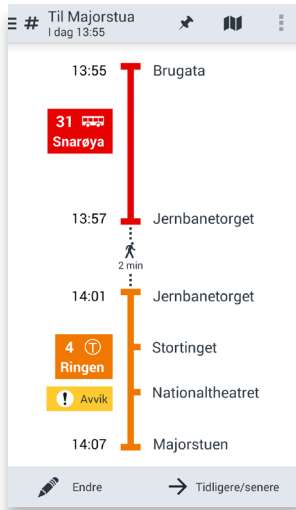 # Til Majorstua
I dag 13:55
13:55 Brugata
31
Snarøya
13:57 Jernbanetorget
2 min
14:01 Jernbanetorget
Stortinget
4 T
Ringen
Nationaltheatret
! Avvik
14:07 Majorstuen
Endre
Tidligere/senere